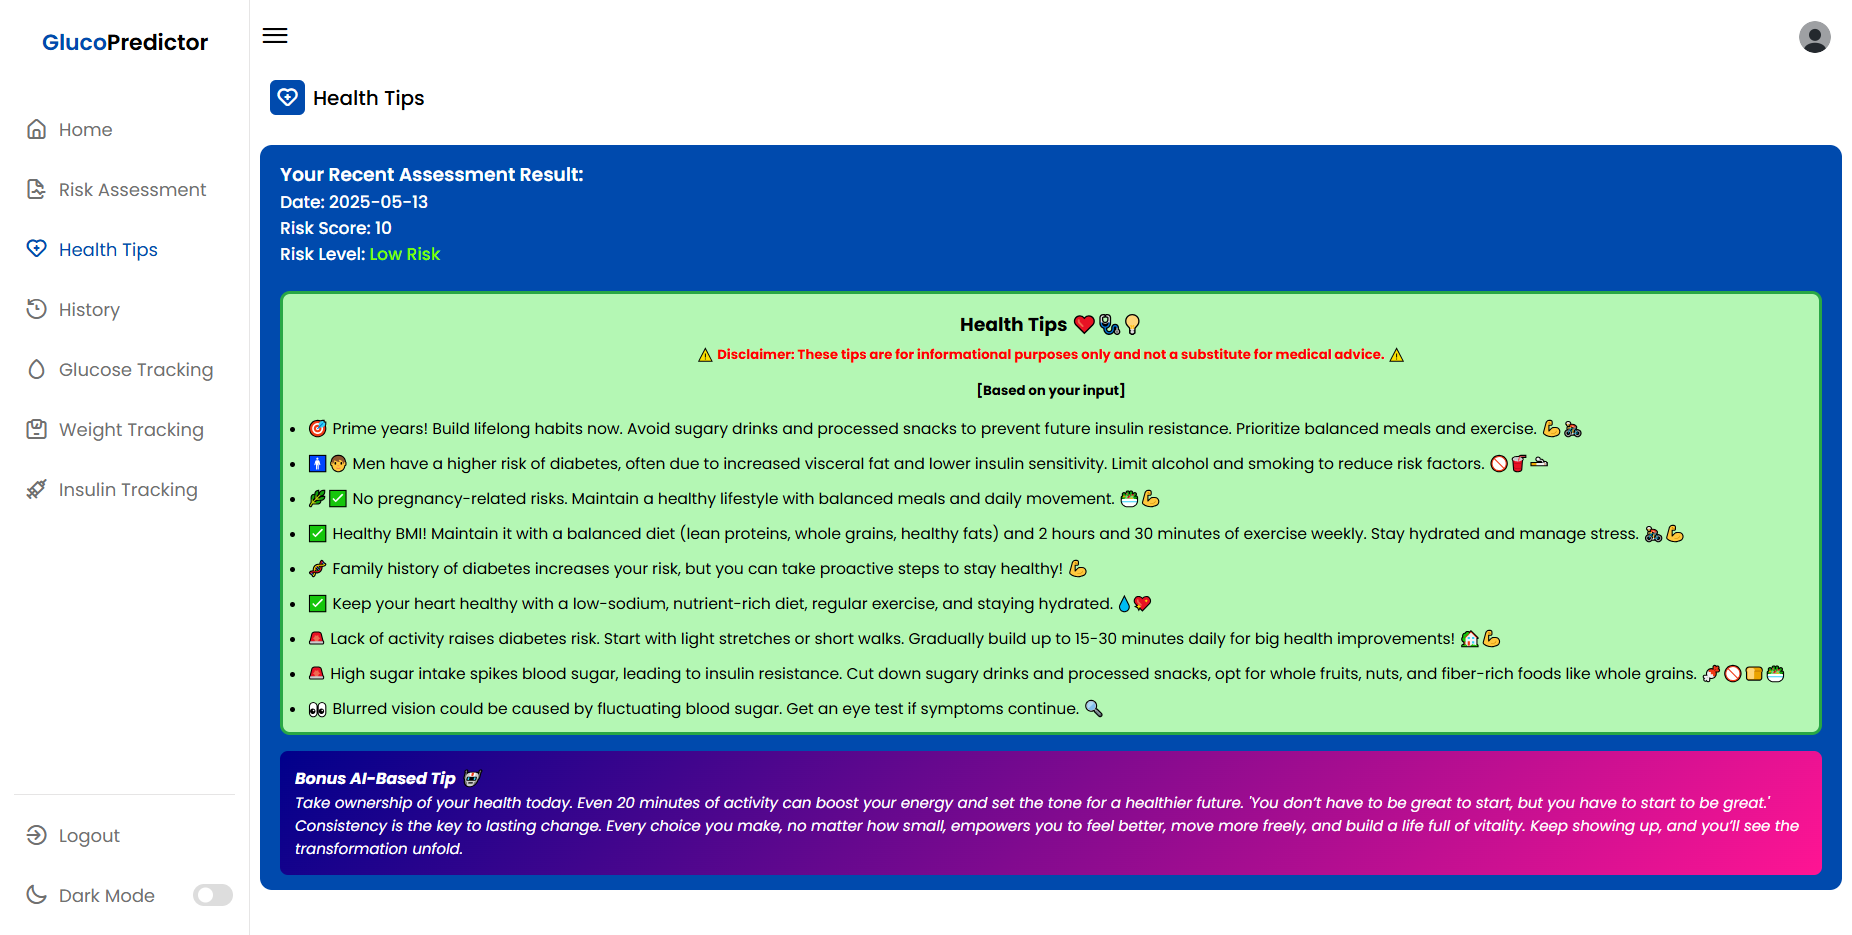 GlucoPredictor
Home
Risk Assessment
Health Tips
History
Glucose Tracking
Weight Tracking
Insulin Tracking
Logout
Dark Mode
Health Tips
Your Recent Assessment Result:
Date: 2025-05-13
Risk Score: 10
Risk Level: Low Risk
Health Tips ❤️🩺💡
⚠️ Disclaimer: These tips are for informational purposes only and not a substitute for medical advice. ⚠️
[Based on your input]
• 🎯 Prime years! Build lifelong habits now. Avoid sugary drinks and processed snacks to prevent future insulin resistance. Prioritize balanced meals and exercise. 💪🚴
• 🚹👨 Men have a higher risk of diabetes, often due to increased visceral fat and lower insulin sensitivity. Limit alcohol and smoking to reduce risk factors. 🚫🥤🚬
• 🌿✅ No pregnancy-related risks. Maintain a healthy lifestyle with balanced meals and daily movement. 🥗💪
• ✅ Healthy BMI! Maintain it with a balanced diet (lean proteins, whole grains, healthy fats) and 2 hours and 30 minutes of exercise weekly. Stay hydrated and manage stress. 🚴💪
• 🧬 Family history of diabetes increases your risk, but you can take proactive steps to stay healthy! 💪
• ✅ Keep your heart healthy with a low-sodium, nutrient-rich diet, regular exercise, and staying hydrated. 💧💖
• 🚨 Lack of activity raises diabetes risk. Start with light stretches or short walks. Gradually build up to 15-30 minutes daily for big health improvements! 🏡💪
• 🚨 High sugar intake spikes blood sugar, leading to insulin resistance. Cut down sugary drinks and processed snacks, opt for whole fruits, nuts, and fiber-rich foods like whole grains. 🍬🚫🍞🥗
• 👀 Blurred vision could be caused by fluctuating blood sugar. Get an eye test if symptoms continue. 🔍
Bonus AI-Based Tip 🤖
Take ownership of your health today. Even 20 minutes of activity can boost your energy and set the tone for a healthier future. 'You don’t have to be great to start, but you have to start to be great.'
Consistency is the key to lasting change. Every choice you make, no matter how small, empowers you to feel better, move more freely, and build a life full of vitality. Keep showing up, and you’ll see the
transformation unfold.